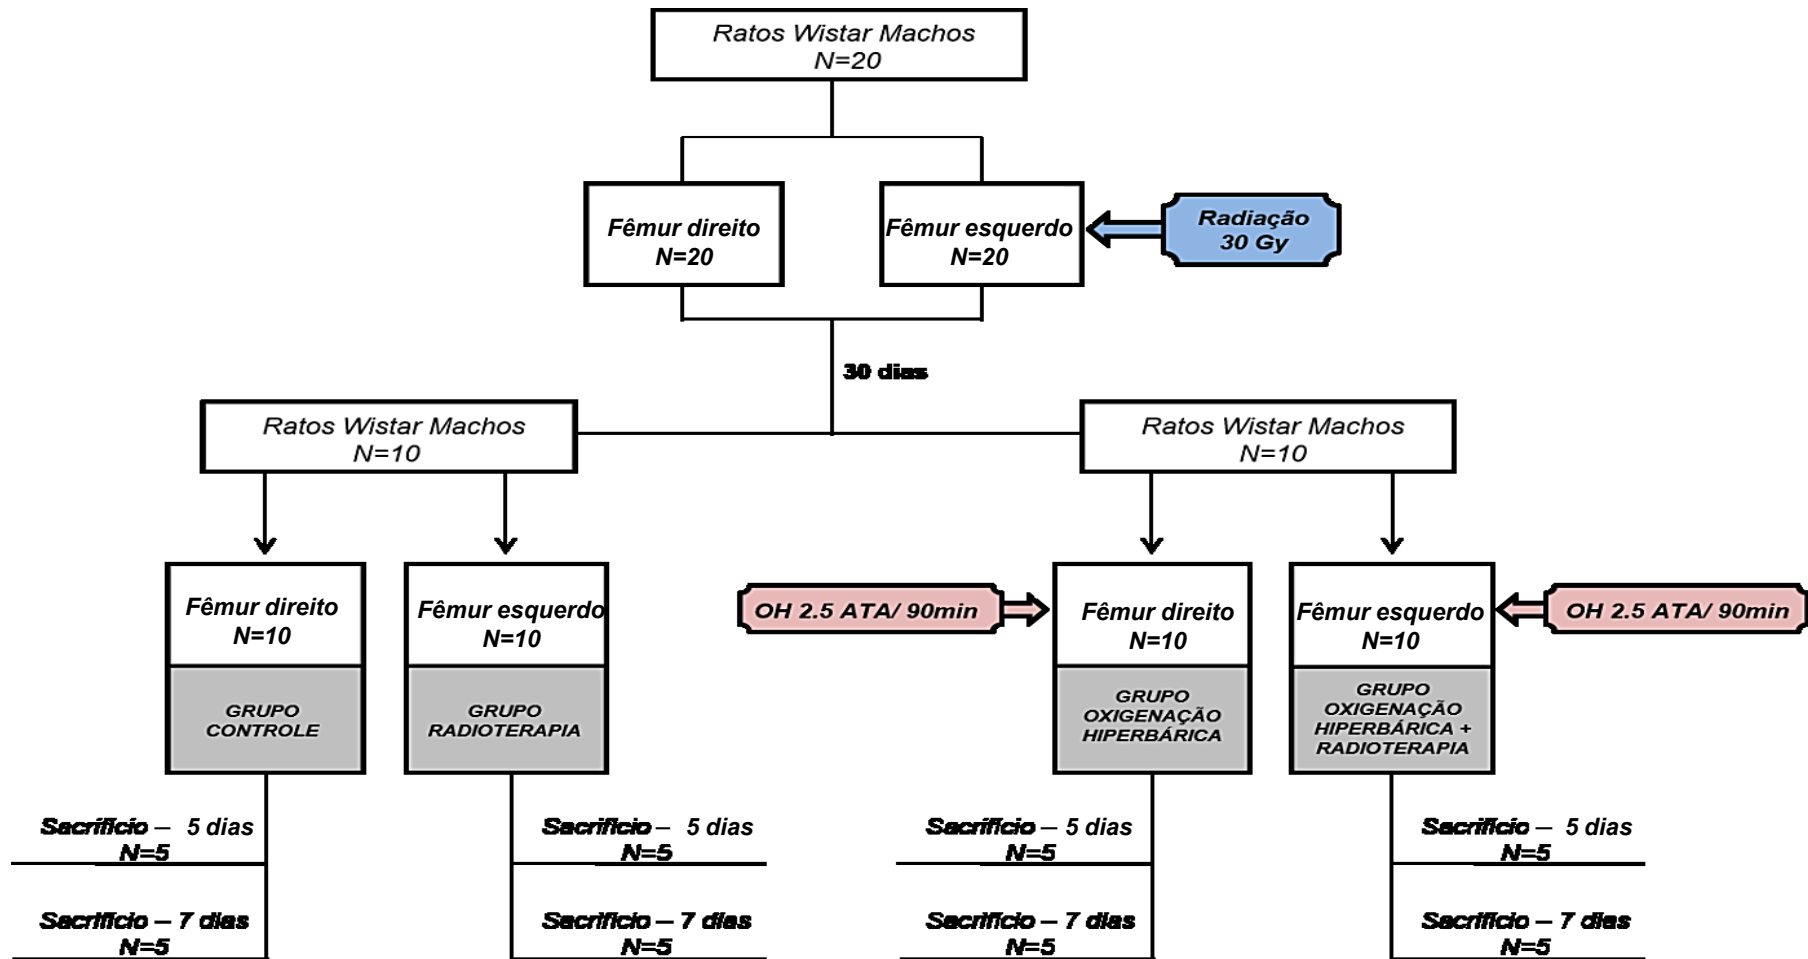 Ratos Wistar Machos
N=20
Fêmur direito
N=20
Fêmur esquerdo
N=20
Radiação
30 Gy
30 dias
Ratos Wistar Machos
N=10
Ratos Wistar Machos
N=10
Fêmur direito
N=10
GRUPO
CONTROLE
Fêmur esquerdo
N=10
GRUPO
RADIOTERAPIA
OH 2.5 ATA/ 90min
Fêmur direito
N=10
GRUPO
OXIGENAÇÃO
HIPERBÁRICA
Fêmur esquerdo
N=10
GRUPO
OXIGENAÇÃO
HIPERBÁRICA +
RADIOTERAPIA
OH 2.5 ATA/ 90min
Sacrifício – 5 dias
N=5
Sacrifício – 5 dias
N=5
Sacrifício – 5 dias
N=5
Sacrifício – 5 dias
N=5
Sacrifício – 7 dias
N=5
Sacrifício – 7 dias
N=5
Sacrifício – 7 dias
N=5
Sacrifício – 7 dias
N=5